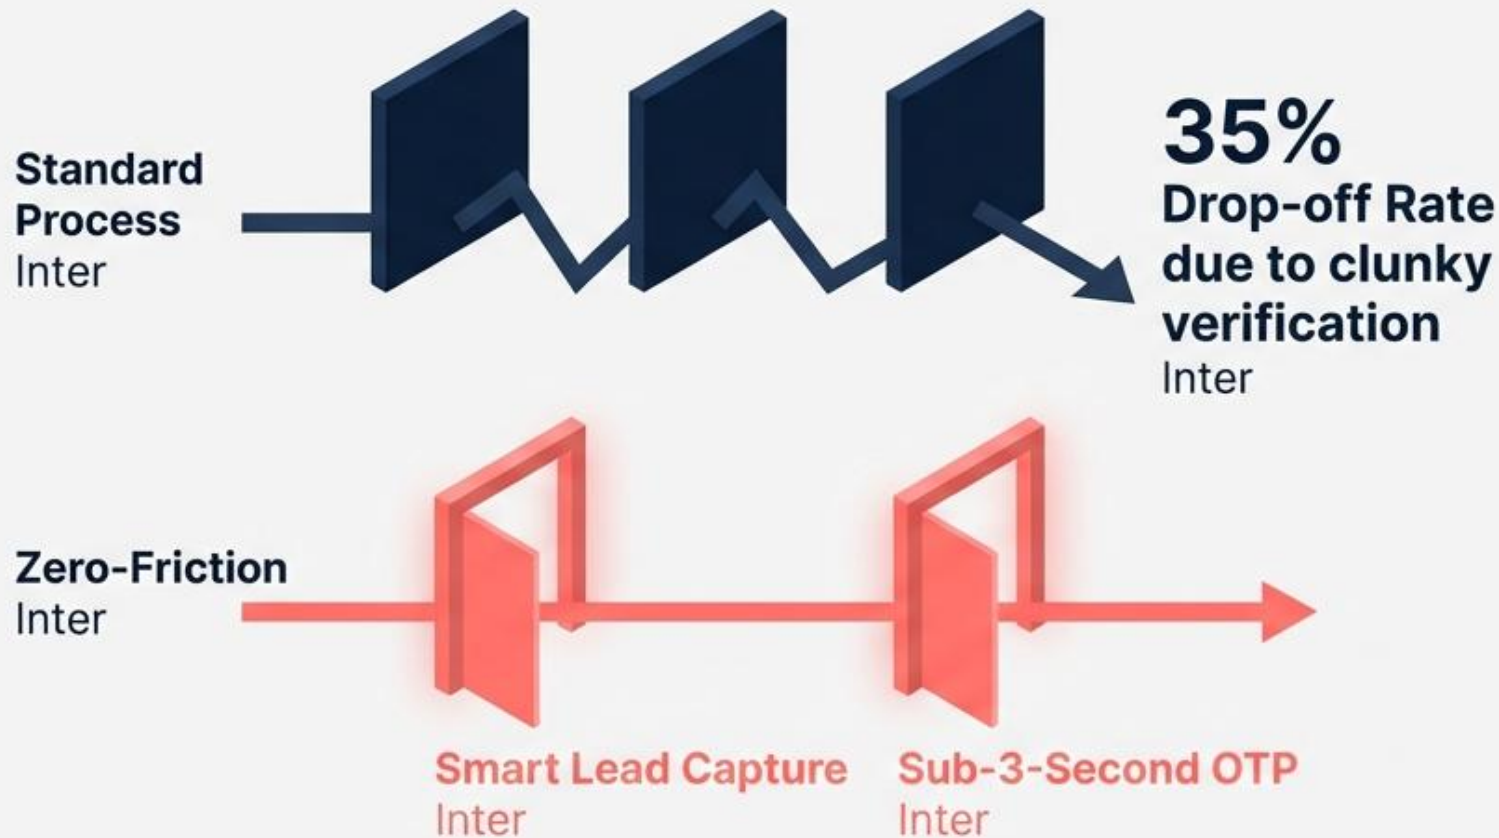 Standard
Process
Inter
35%
Drop-off Rate
due to clunky
verification
Inter
Zero-Friction
Inter
Smart Lead Capture
Inter
Sub-3-Second OTP
Inter